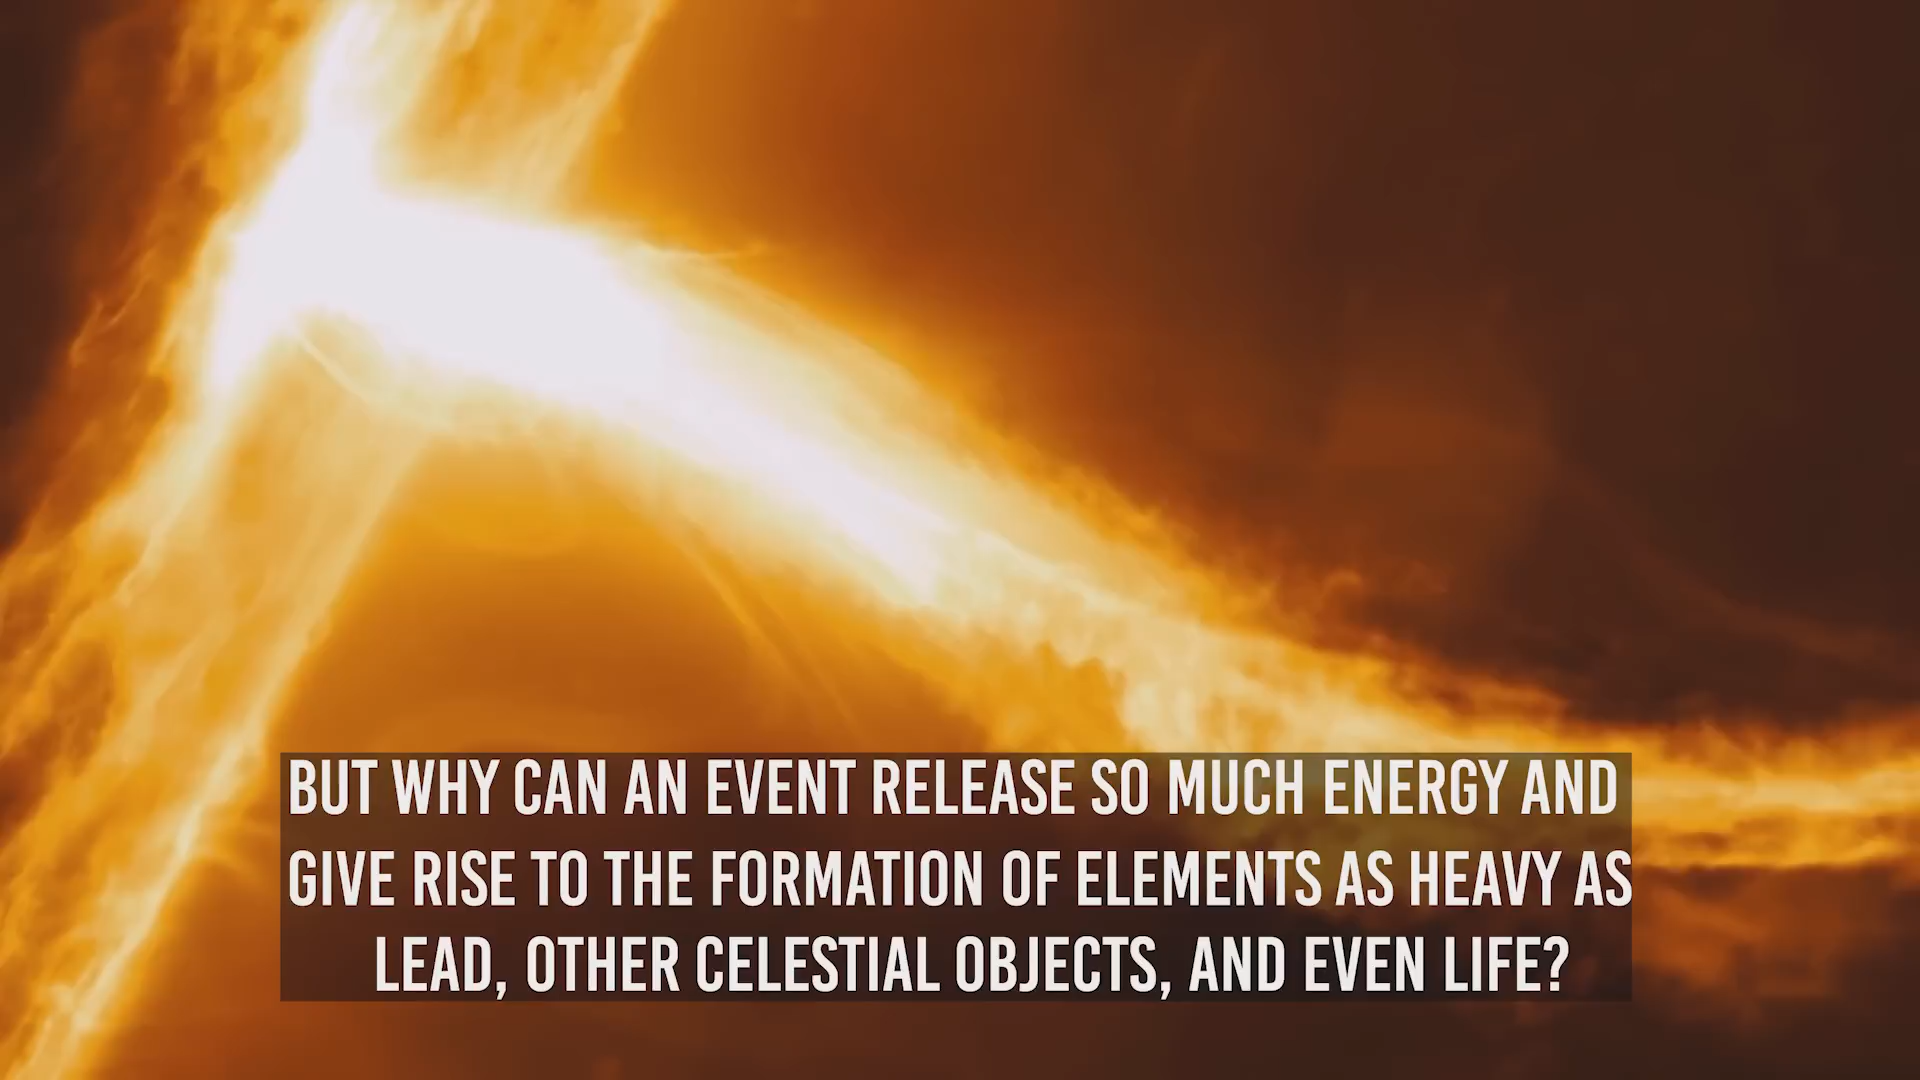 BUT WHY CAN AN EVENT RELEASE SO MUCH ENERGY AND
GIVE RISE TO THE FORMATION OF ELEMENTS AS HEAVY AS
LEAD, OTHER CELESTIAL OBJECTS, AND EVEN LIFE?